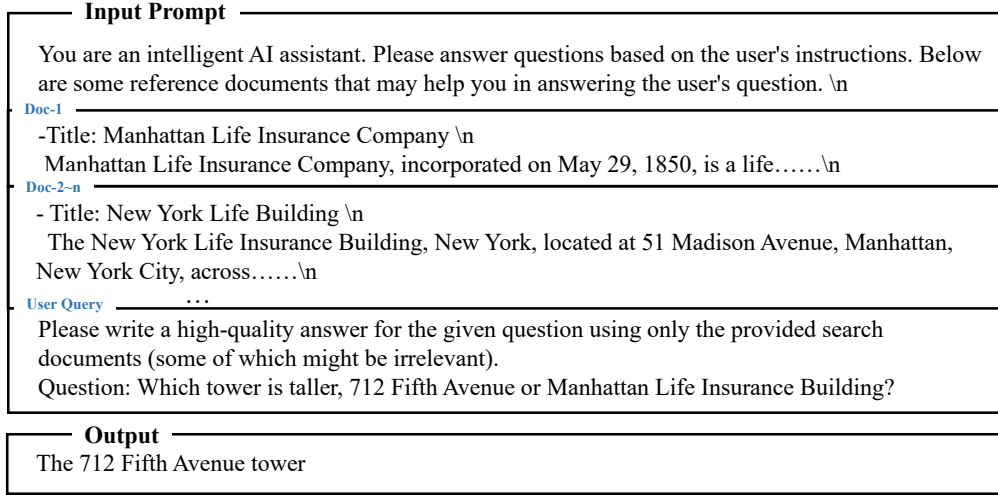 Input Prompt
You are an intelligent AI assistant. Please answer questions based on the user's instructions. Below
are some reference documents that may help you in answering the user's question. \n
Doc-1
-Title: Manhattan Life Insurance Company \n
Manhattan Life Insurance Company, incorporated on May 29, 1850, is a life……\n
Doc-2~n
- Title: New York Life Building \n
The New York Life Insurance Building, New York, located at 51 Madison Avenue, Manhattan,
New York City, across……\n
…
User Query
Please write a high-quality answer for the given question using only the provided search
documents (some of which might be irrelevant).
Question: Which tower is taller, 712 Fifth Avenue or Manhattan Life Insurance Building?
Output
The 712 Fifth Avenue tower